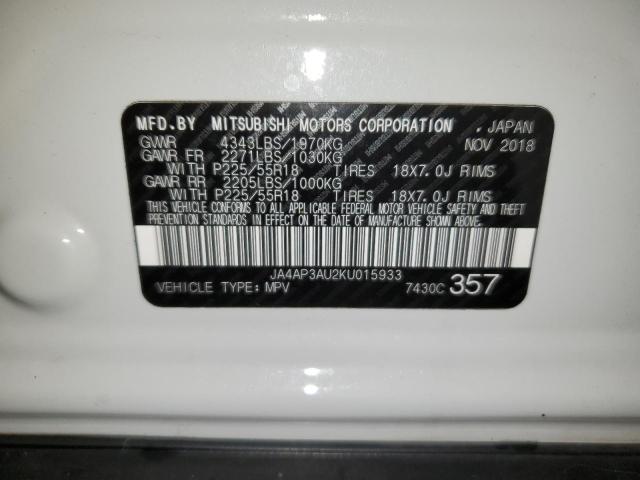 MFD.BY MITSUBISHI MOTORS CORPORATION . JAPAN
GVWR 4343LBS/1970KG NOV 2018
GAWR FR 2271LBS/1030KG
WITH P225/55R18 TIRES 18X7.0J RIMS
GAWR RR 2205LBS/1000KG
WITH P225/55R18 TIRES 18X7.0J RIMS
THIS VEHICLE CONFORMS TO ALL APPLICABLE FEDERAL MOTOR VEHICLE SAFETY AND THEFT
PREVENTION STANDARDS IN EFFECT ON THE DATE OF MANUFACTURE SHOWN ABOVE.
JA4AP3AU2KU015933
VEHICLE TYPE: MPV 7430C 357